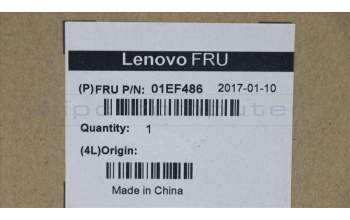 Lenovo FRU
(P)FRU P/N: 01EF486 2017-01-10
Quantity: 1
(4L)Origin:
Made in China